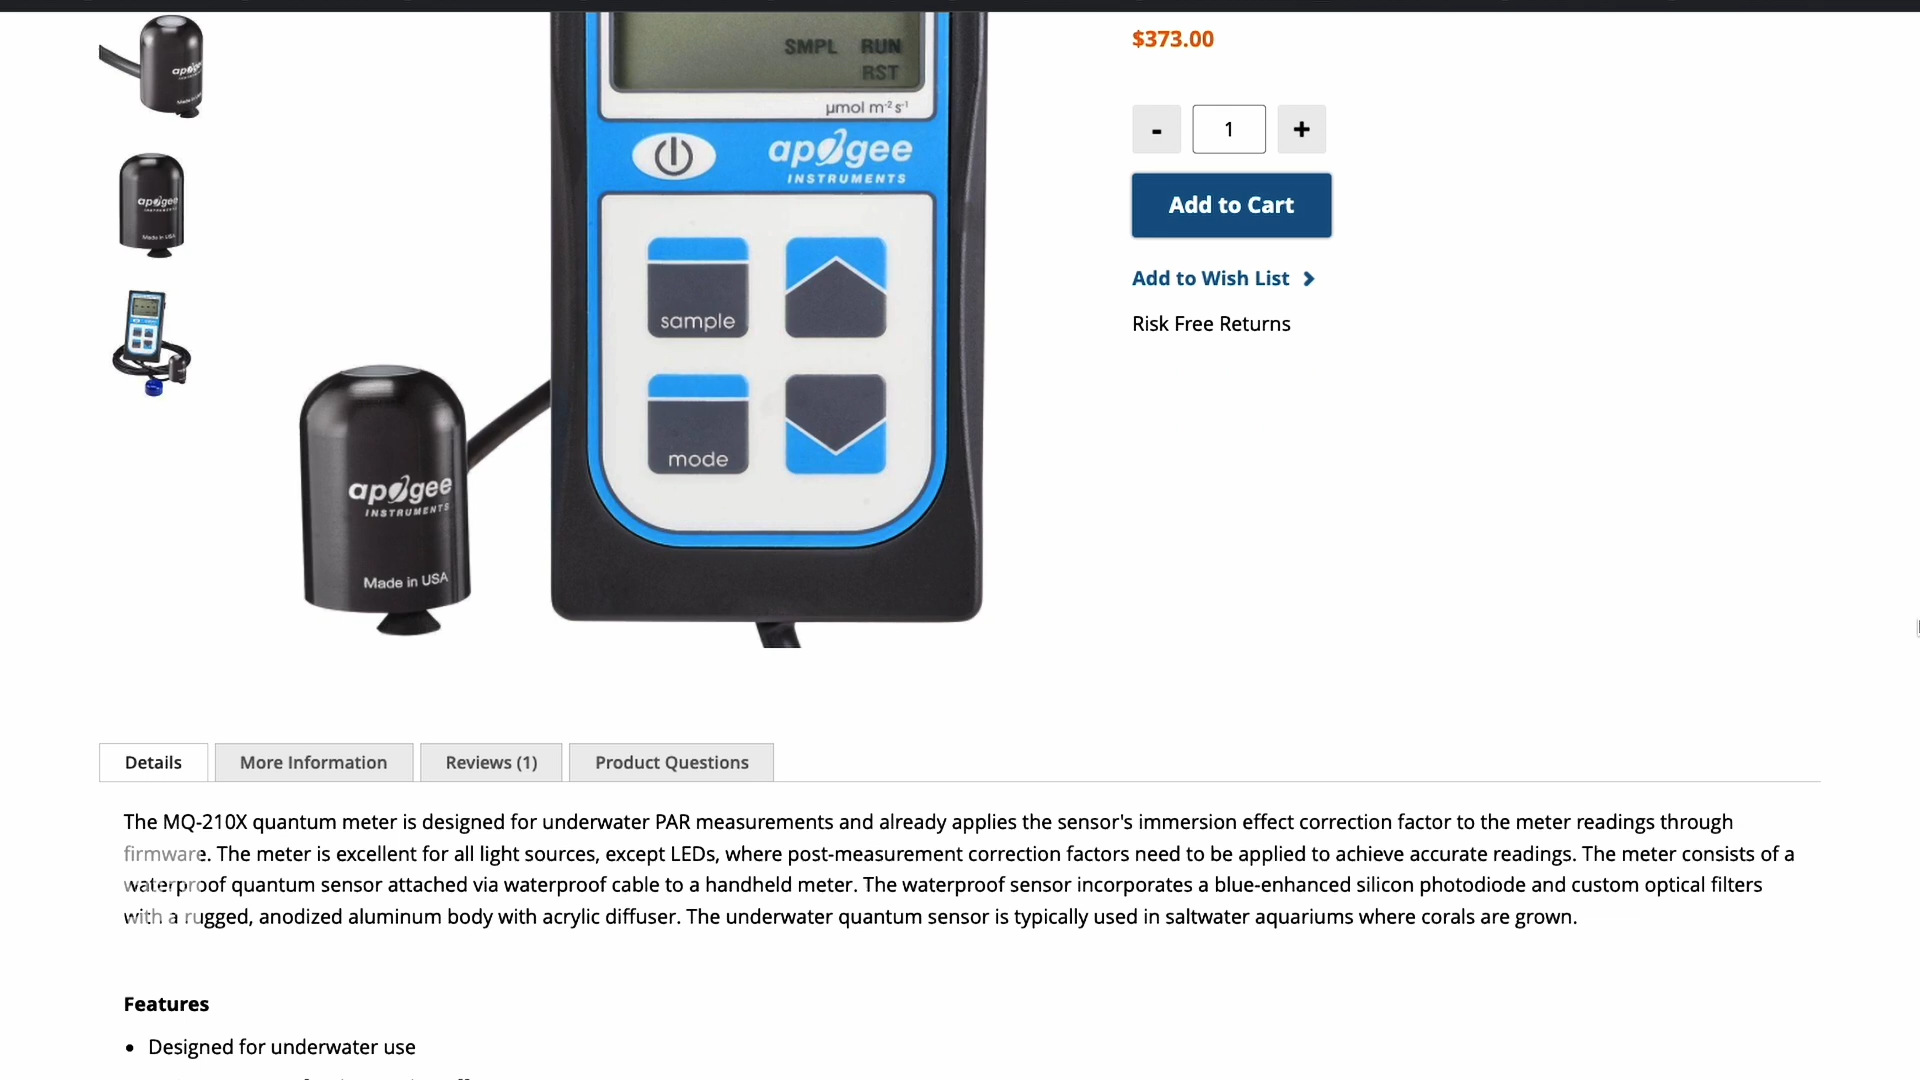 $373.00
SMPL RUN
RST
µmol m⁻² s⁻¹
apogee
INSTRUMENTS
sample
mode
apogee
INSTRUMENTS
Made in USA
apogee
apogee
Made in USA
- 1 +
Add to Cart
Add to Wish List
Risk Free Returns
Details More Information Reviews (1) Product Questions
The MQ-210X quantum meter is designed for underwater PAR measurements and already applies the sensor's immersion effect correction factor to the meter readings through
firmware. The meter is excellent for all light sources, except LEDs, where post-measurement correction factors need to be applied to achieve accurate readings. The meter consists of a
waterproof quantum sensor attached via waterproof cable to a handheld meter. The waterproof sensor incorporates a blue-enhanced silicon photodiode and custom optical filters
with a rugged, anodized aluminum body with acrylic diffuser. The underwater quantum sensor is typically used in saltwater aquariums where corals are grown.
Features
• Designed for underwater use